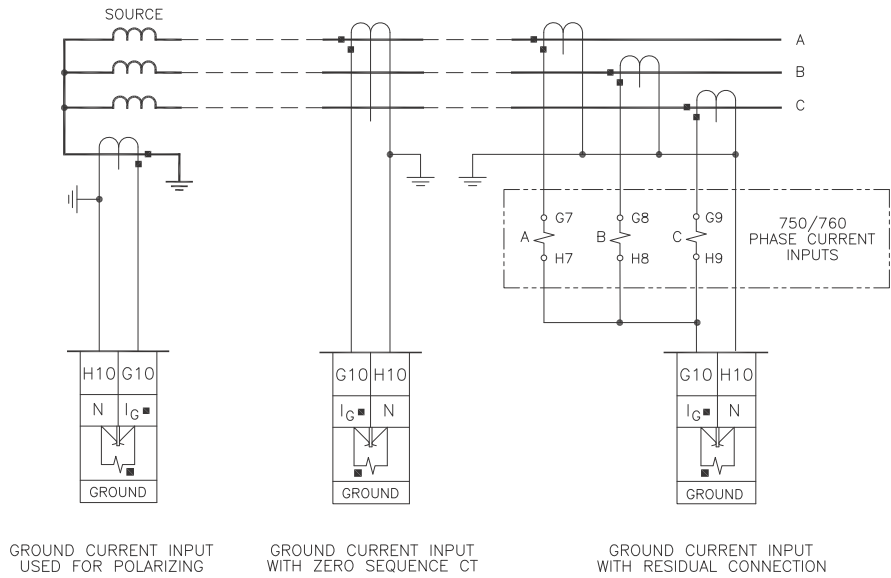 SOURCE
A
B
C
G7
G8
G9
A
B
C
H7
H8
H9
750/760
PHASE CURRENT
INPUTS
H10 G10
N IG
GROUND
G10 H10
IG N
GROUND
G10 H10
IG N
GROUND
GROUND CURRENT INPUT
USED FOR POLARIZING
GROUND CURRENT INPUT
WITH ZERO SEQUENCE CT
GROUND CURRENT INPUT
WITH RESIDUAL CONNECTION